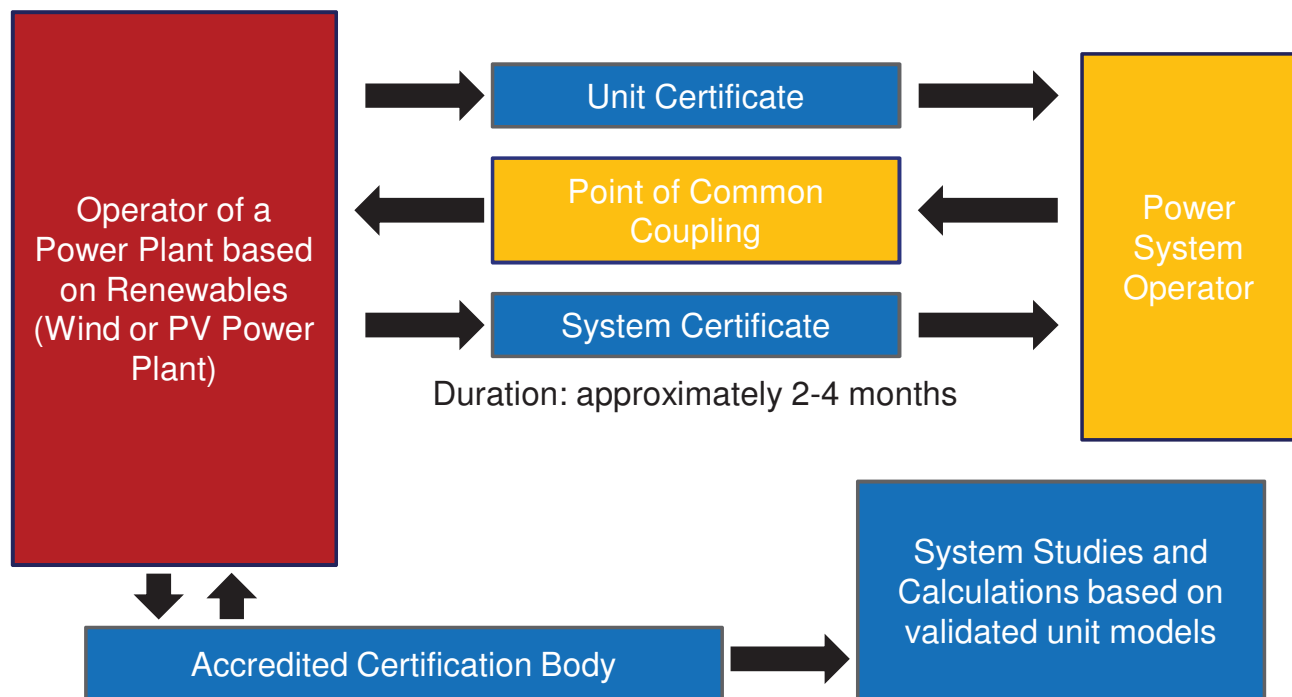 Operator of a
Power Plant based
on Renewables
(Wind or PV Power
Plant)
Unit Certificate
Point of Common
Coupling
System Certificate
Duration: approximately 2-4 months
Power
System
Operator
Accredited Certification Body
System Studies and
Calculations based on
validated unit models